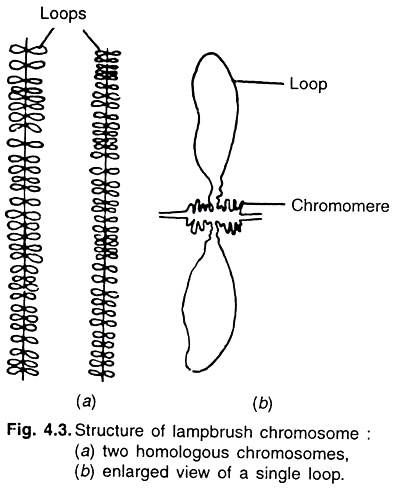 Loops
Loop
Chromomere
(a)
(b)
Fig. 4.3. Structure of lampbrush chromosome :
(a) two homologous chromosomes,
(b) enlarged view of a single loop.